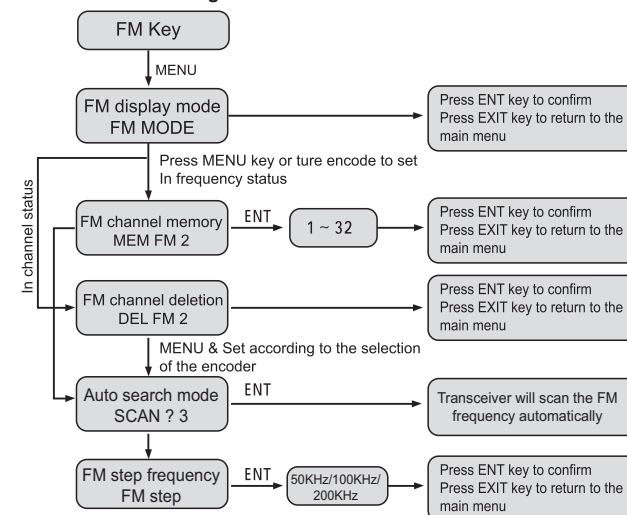 FM Key
MENU
FM display mode
FM MODE
Press ENT key to confirm
Press EXIT key to return to the
main menu
Press MENU key or ture encode to set
In frequency status
In channel status
FM channel memory
MEM FM 2
ENT
1 ~ 32
Press ENT key to confirm
Press EXIT key to return to the
main menu
FM channel deletion
DEL FM 2
Press ENT key to confirm
Press EXIT key to return to the
main menu
MENU & Set according to the selection
of the encoder
Auto search mode
SCAN ? 3
ENT
Transceiver will scan the FM
frequency automatically
FM step frequency
FM step
ENT
50KHz/100KHz/
200KHz
Press ENT key to confirm
Press EXIT key to return to the
main menu